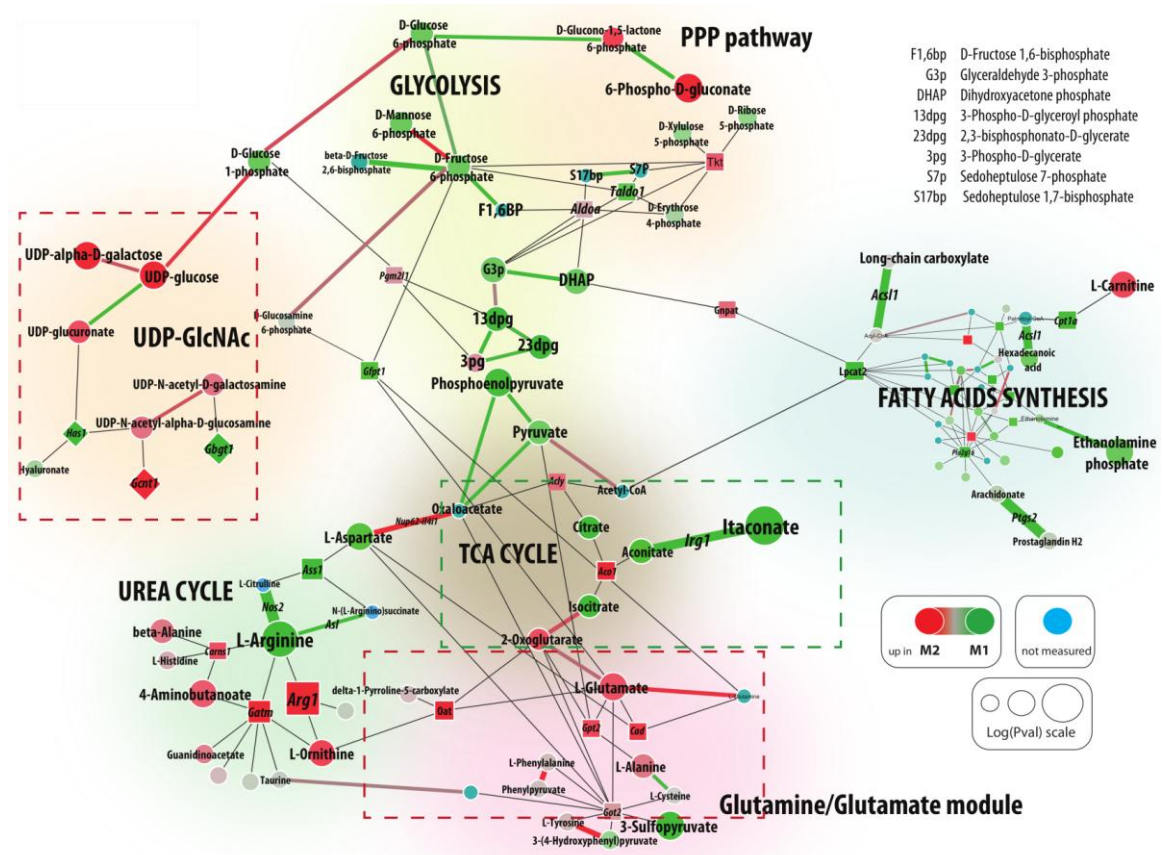 D-Glucose
6-phosphate
D-Glucono-1,5-lactone
6-phosphate
PPP pathway
GLYCOLYSIS
6-Phospho-D-gluconate
D-Mannose
6-phosphate
D-Ribose
5-phosphate
D-Xylulose
5-phosphate
D-Glucose
1-phosphate
beta-D-Fructose
2,6-bisphosphate
D-Fructose
6-phosphate
S17bp
S7P
Tkt
Taldo1
F1,6BP
Aldoa
D-Erythrose
4-phosphate
F1,6bp D-Fructose 1,6-bisphosphate
G3p Glyceraldehyde 3-phosphate
DHAP Dihydroxyacetone phosphate
13dpg 3-Phospho-D-glyceroyl phosphate
23dpg 2,3-bisphosphonato-D-glycerate
3pg 3-Phospho-D-glycerate
S7p Sedoheptulose 7-phosphate
S17bp Sedoheptulose 1,7-bisphosphate
UDP-alpha-D-galactose
UDP-glucose
UDP-glucuronate
UDP-GlcNAc
D-Glucosamine
6-phosphate
Pgm2l1
G3p
DHAP
Gnpat
13dpg
23dpg
3pg
Gfpt1
Phosphoenolpyruvate
Pyruvate
UDP-N-acetyl-D-galactosamine
UDP-N-acetyl-alpha-D-glucosamine
Has1
Gbgt1
Hyaluronate
Gcnt1
Long-chain carboxylate
Acsl1
L-Carnitine
Acyl-CoA
Palmitoyl-CoA
Cpt1a
Acsl1
Hexadecanoic
acid
Lpcat2
FATTY ACIDS SYNTHESIS
Ethanolamine
Ethanolamine
phosphate
Pla2g16
Arachidonate
Ptgs2
Prostaglandin H2
Acly
Acetyl-CoA
Oxaloacetate
Nup62-il4i1
L-Aspartate
TCA CYCLE
Citrate
Aconitate
Irg1
Itaconate
Aco1
Isocitrate
2-Oxoglutarate
UREA CYCLE
Ass1
L-Citrulline
Nos2
N-(L-Arginino)succinate
Asl
L-Arginine
beta-Alanine
Carns1
L-Histidine
4-Aminobutanoate
Gatm
Arg1
Guanidinoacetate
L-Ornithine
Taurine
delta-1-Pyrroline-5-carboxylate
Oat
L-Glutamate
L-Glutamine
Gpt2
Cad
L-Alanine
L-Phenylalanine
Phenylpyruvate
L-Cysteine
Got2
L-Tyrosine
3-Sulfopyruvate
3-(4-Hydroxyphenyl)pyruvate
Glutamine/Glutamate module
up in M2 M1
not measured
Log(Pval) scale